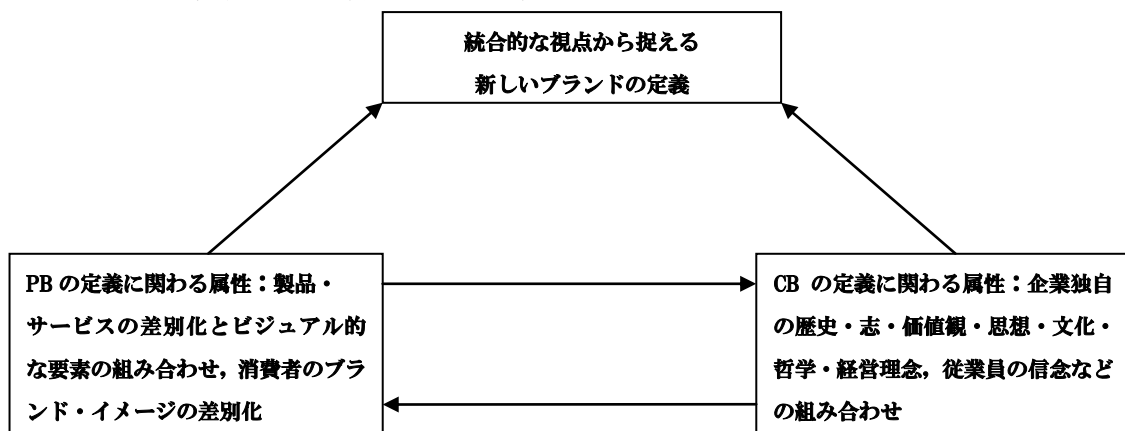 統合的な視点から捉える
新しいブランドの定義
PB の定義に関わる属性：製品・
サービスの差別化とビジュアル的
な要素の組み合わせ，消費者のブラ
ンド・イメージの差別化
CB の定義に関わる属性：企業独自
の歴史・志・価値観・思想・文化・
哲学・経営理念，従業員の信念など
の組み合わせ